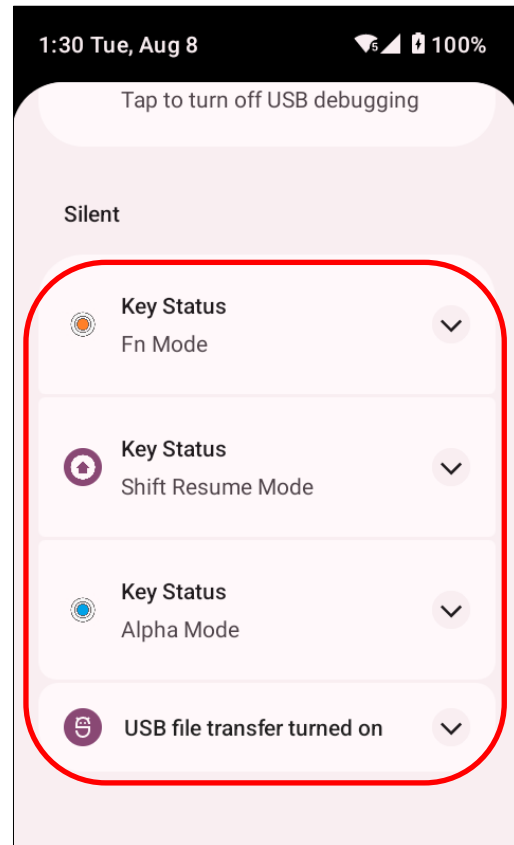 1:30 Tue, Aug 8 5 100%
Tap to turn off USB debugging
Silent
Key Status
Fn Mode
Key Status
Shift Resume Mode
Key Status
Alpha Mode
USB file transfer turned on